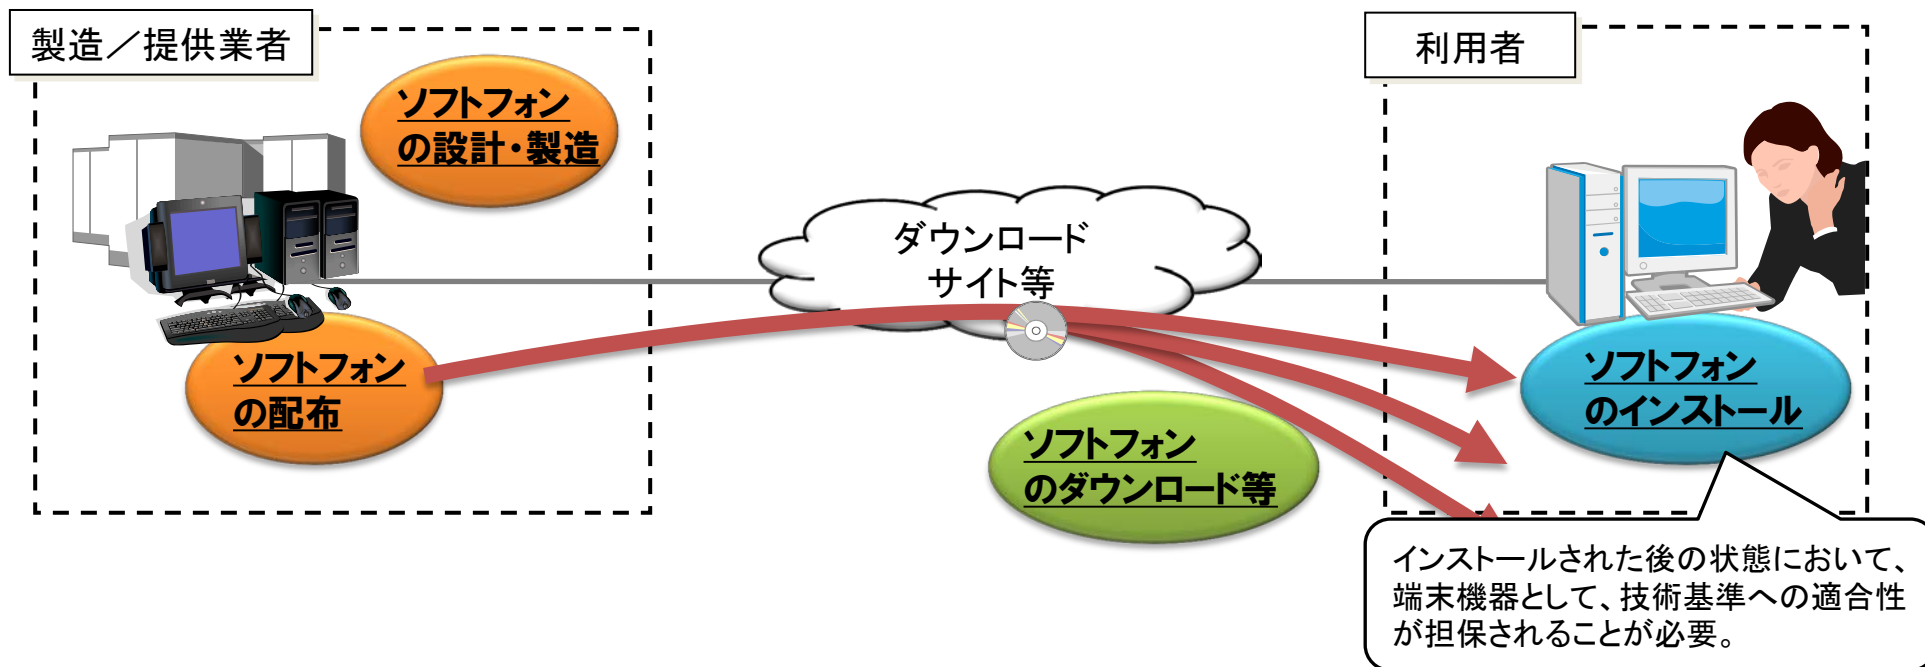 製造／提供業者
利用者
ソフトフォン
の設計・製造
ダウンロード
サイト等
ソフトフォン
の配布
ソフトフォン
のインストール
ソフトフォン
のダウンロード等
インストールされた後の状態において、
端末機器として、技術基準への適合性
が担保されることが必要。